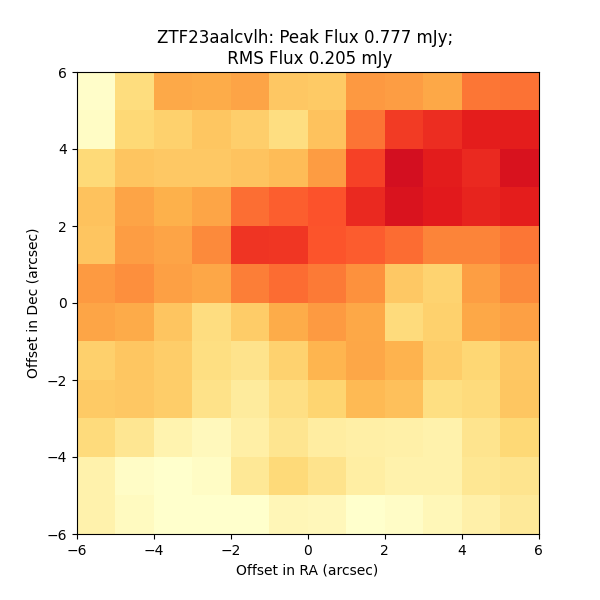 ZTF23aalcvlh: Peak Flux 0.777 mJy;
RMS Flux 0.205 mJy
6
4
2
0
−2
−4
−6
Offset in Dec (arcsec)
−6 −4 −2 0 2 4 6
Offset in RA (arcsec)